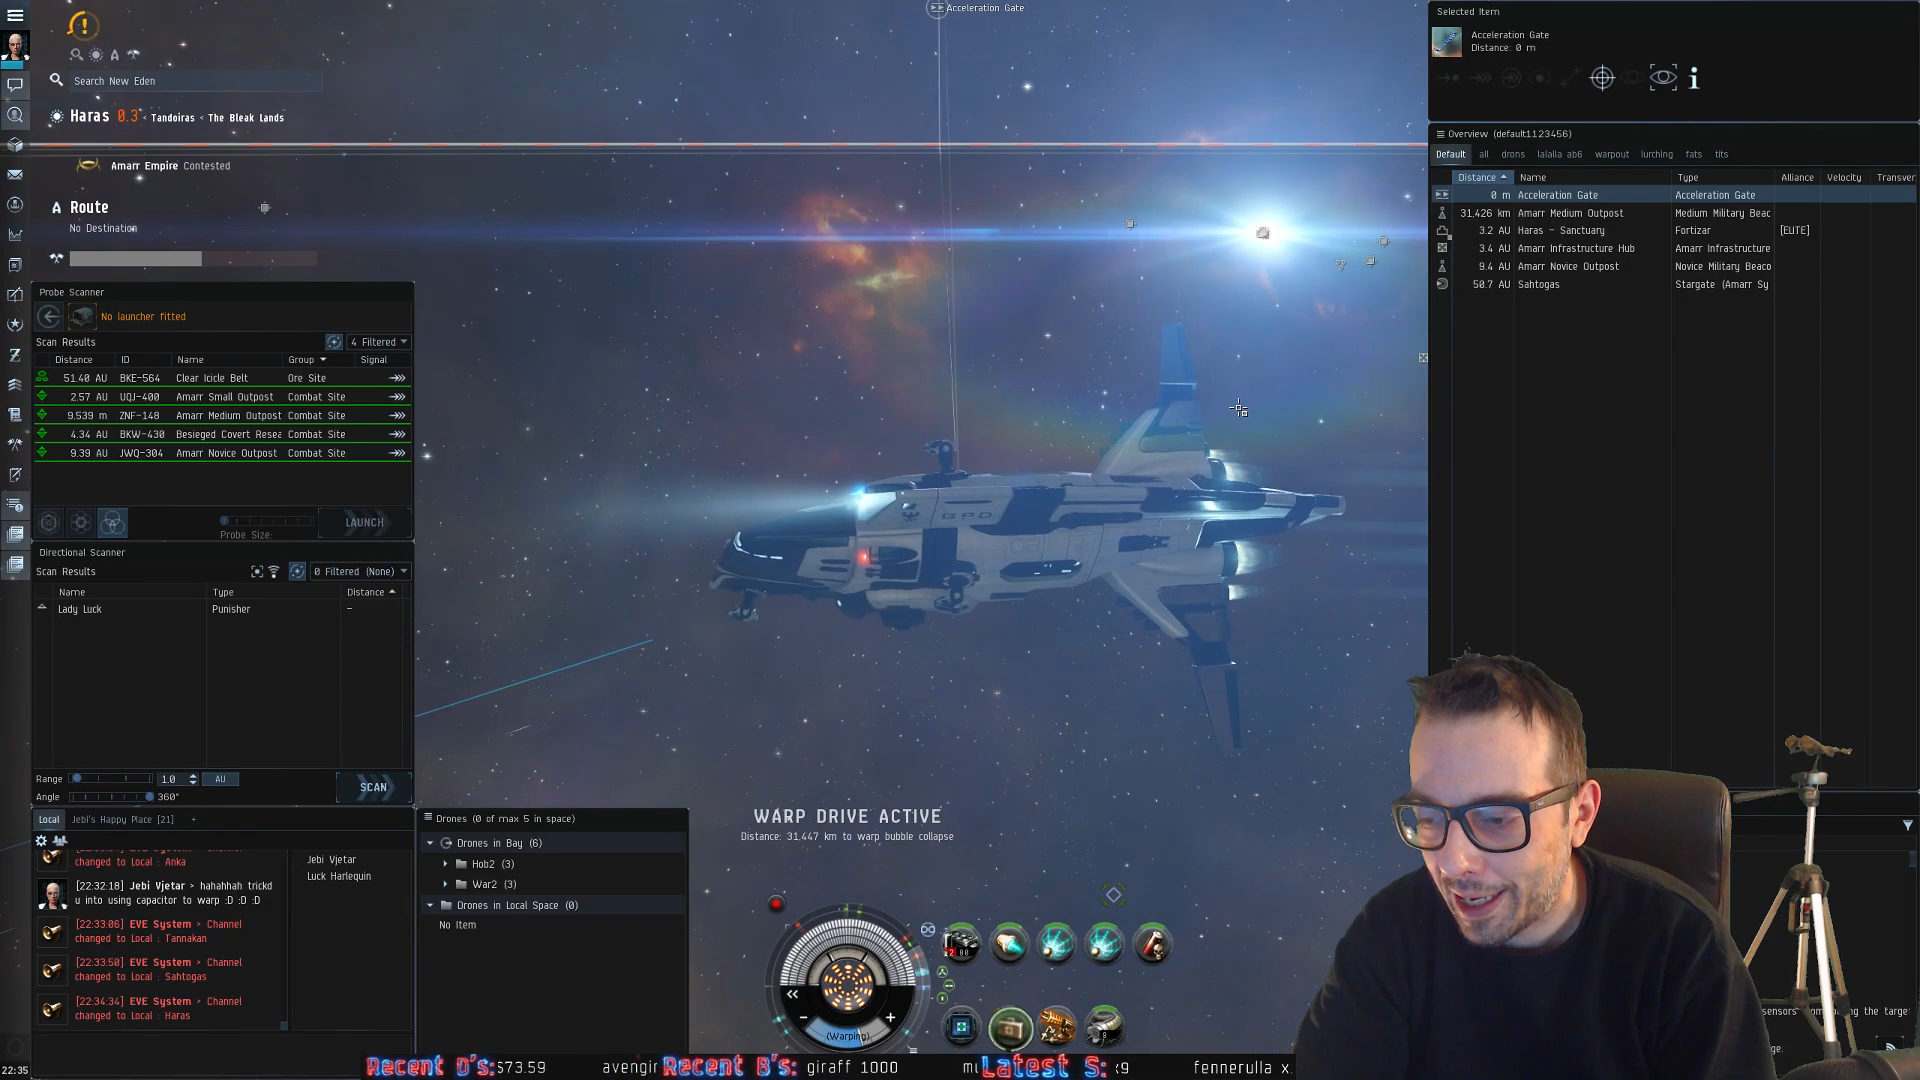 Acceleration Gate
Search New Eden
Haras 0.3 < Tandoiras < The Bleak Lands
Amarr Empire Contested
Route
No Destination
Probe Scanner
No launcher fitted
Scan Results
4 Filtered
Distance ID Name Group Signal
51.40 AU BKE-564 Clear Icicle Belt Ore Site
2.57 AU UQJ-400 Amarr Small Outpost Combat Site
9,539 m ZNF-148 Amarr Medium Outpost Combat Site
4.34 AU BKW-430 Besieged Covert Resea Combat Site
9.39 AU JWQ-304 Amarr Novice Outpost Combat Site
LAUNCH
Probe Size:
Directional Scanner
Scan Results
0 Filtered (None)
Name Type Distance
Lady Luck Punisher –
Range 1.0 AU
Angle 360°
SCAN
Local Jebi's Happy Place [21] +
changed to Local : Anka
[22:32:18] Jebi Vjetar > hahahhah trickd
u into using capacitor to warp :D :D :D
[22:33:06] EVE System > Channel
changed to Local : Tannakan
[22:33:50] EVE System > Channel
changed to Local : Sahtogas
[22:34:34] EVE System > Channel
changed to Local : Haras
Jebi Vjetar
Luck Harlequin
22:35
Drones (0 of max 5 in space)
Drones in Bay (6)
Hob2 (3)
War2 (3)
Drones in Local Space (0)
No Item
GPD
WARP DRIVE ACTIVE
Distance: 31,447 km to warp bubble collapse
(Warping)
Selected Item
Acceleration Gate
Distance: 0 m
Overview (default1123456)
Default all drons lalalla ab6 warpout lurching fats tits
Distance Name Type Alliance Velocity Transver
0 m Acceleration Gate Acceleration Gate
31,426 km Amarr Medium Outpost Medium Military Beac
3.2 AU Haras - Sanctuary Fortizar [ELITE]
3.4 AU Amarr Infrastructure Hub Amarr Infrastructure
9.4 AU Amarr Novice Outpost Novice Military Beaco
50.7 AU Sahtogas Stargate (Amarr Sy
Recent D's: $73.59 Recent B's: giraff 1000 Latest S: x9 fennerulla x